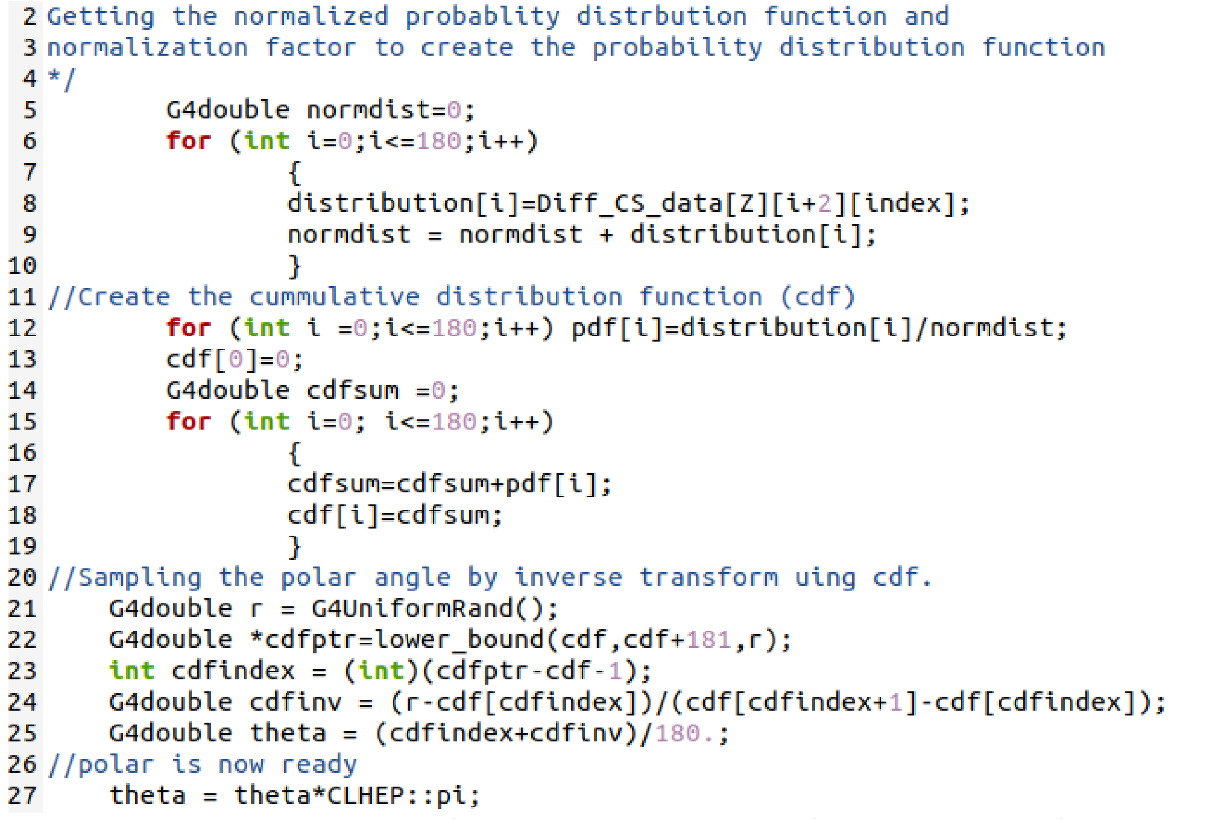 2 Getting the normalized probablity distrbution function and
3 normalization factor to create the probability distribution function
4 */
5 G4double normdist=0;
6 for (int i=0;i<=180;i++)
7 {
8 distribution[i]=Diff_CS_data[Z][i+2][index];
9 normdist = normdist + distribution[i];
10 }
11 //Create the cummulative distribution function (cdf)
12 for (int i =0;i<=180;i++) pdf[i]=distribution[i]/normdist;
13 cdf[0]=0;
14 G4double cdfsum =0;
15 for (int i=0; i<=180;i++)
16 {
17 cdfsum=cdfsum+pdf[i];
18 cdf[i]=cdfsum;
19 }
20 //Sampling the polar angle by inverse transform uing cdf.
21 G4double r = G4UniformRand();
22 G4double *cdfptr=lower_bound(cdf,cdf+181,r);
23 int cdfindex = (int)(cdfptr-cdf-1);
24 G4double cdfinv = (r-cdf[cdfindex])/(cdf[cdfindex+1]-cdf[cdfindex]);
25 G4double theta = (cdfindex+cdfinv)/180.;
26 //polar is now ready
27 theta = theta*CLHEP::pi;